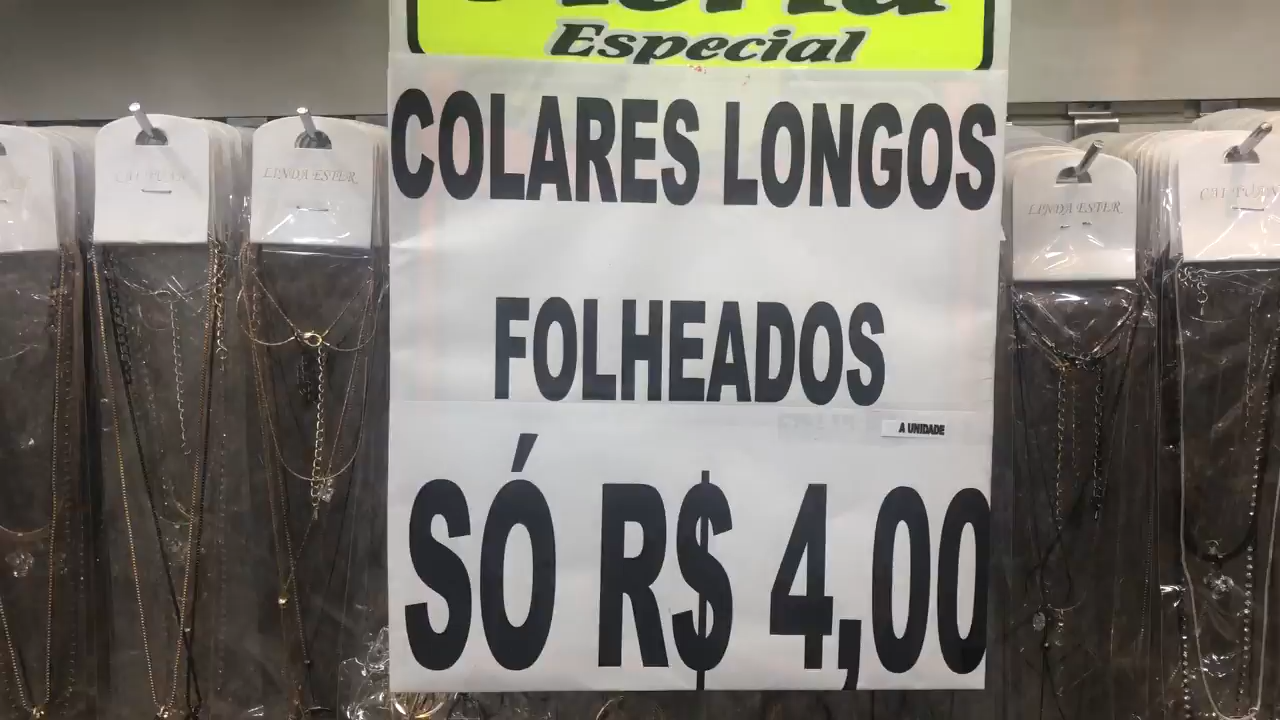 Especial
COLARES LONGOS
FOLHEADOS
A UNIDADE
SÓ R$ 4,00
LINDA ESTER
LINDA ESTER